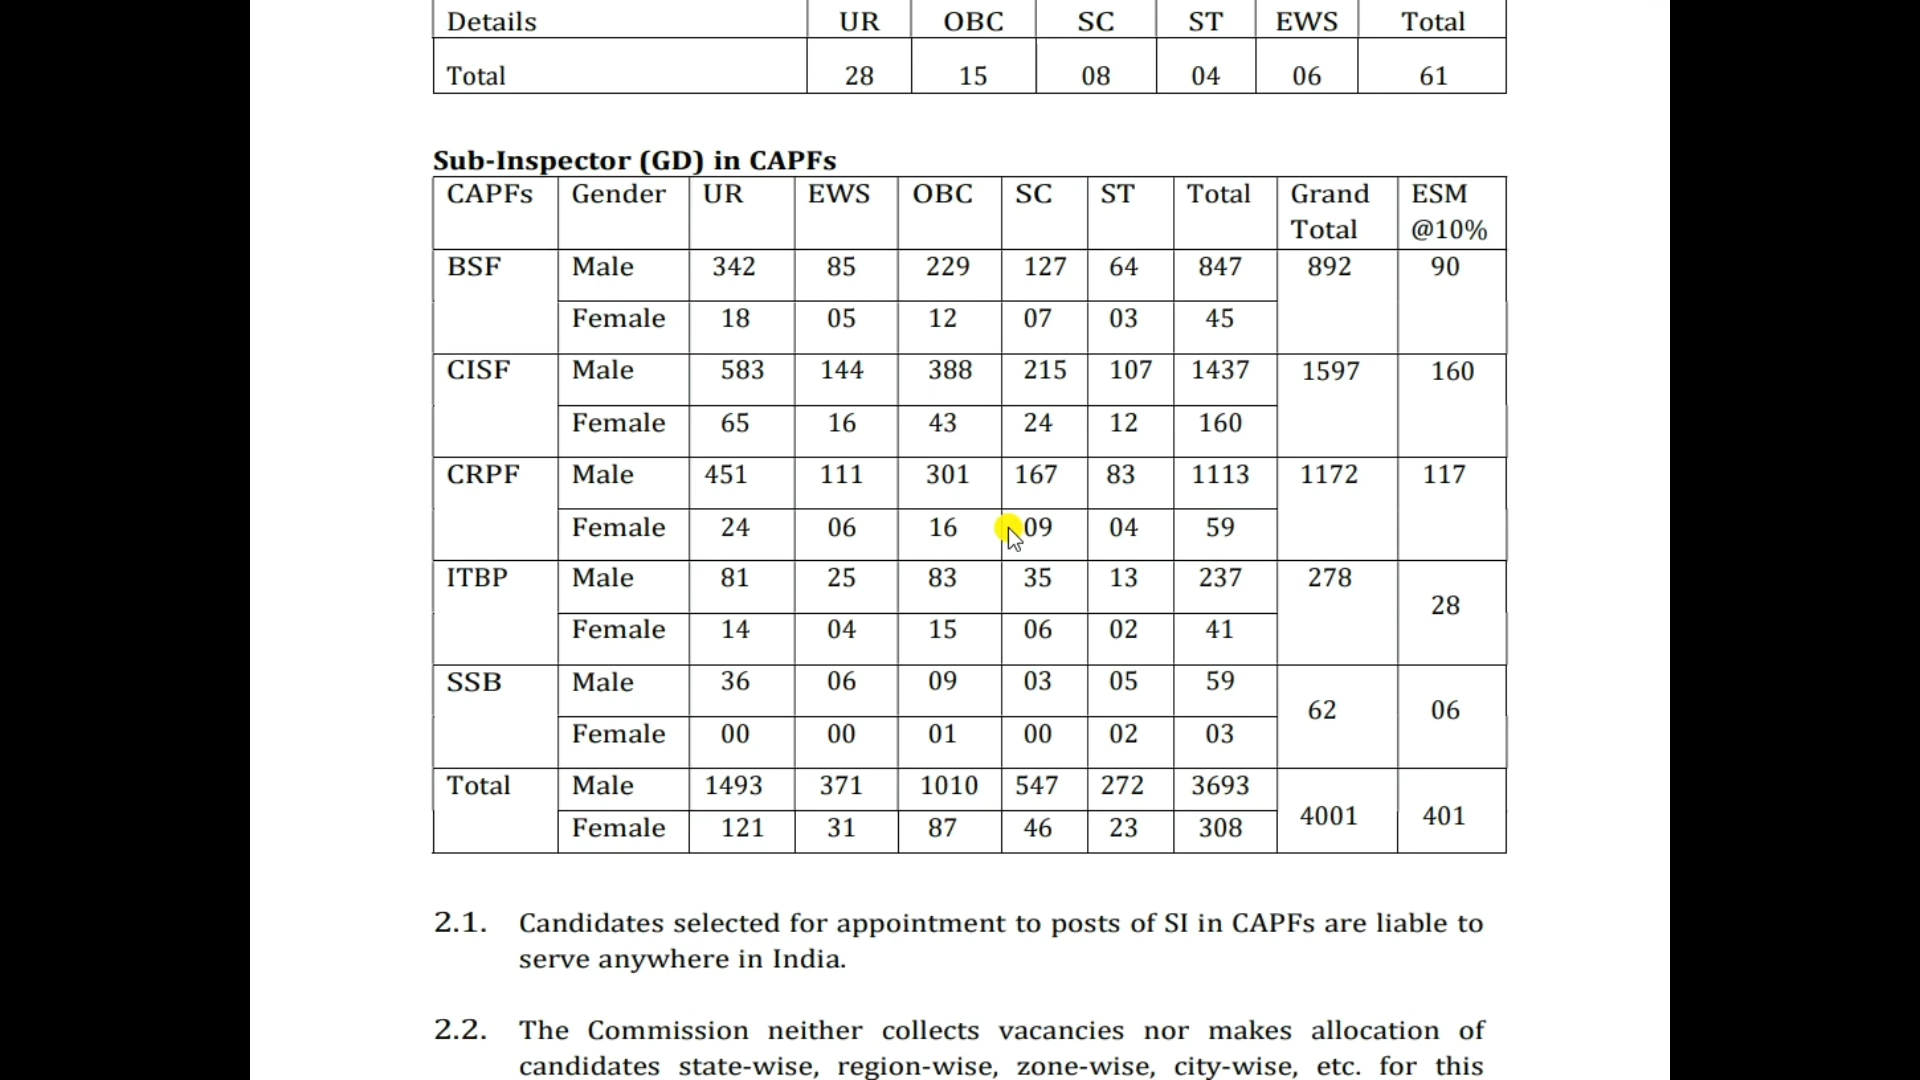 Details UR OBC SC ST EWS Total
Total 28 15 08 04 06 61
Sub-Inspector (GD) in CAPFs
CAPFs Gender UR EWS OBC SC ST Total Grand Total ESM @10%
BSF Male 342 85 229 127 64 847 892 90
Female 18 05 12 07 03 45
CISF Male 583 144 388 215 107 1437 1597 160
Female 65 16 43 24 12 160
CRPF Male 451 111 301 167 83 1113 1172 117
Female 24 06 16 09 04 59
ITBP Male 81 25 83 35 13 237 278 28
Female 14 04 15 06 02 41
SSB Male 36 06 09 03 05 59 62 06
Female 00 00 01 00 02 03
Total Male 1493 371 1010 547 272 3693 4001 401
Female 121 31 87 46 23 308
2.1. Candidates selected for appointment to posts of SI in CAPFs are liable to
serve anywhere in India.
2.2. The Commission neither collects vacancies nor makes allocation of
candidates state-wise, region-wise, zone-wise, city-wise, etc. for this